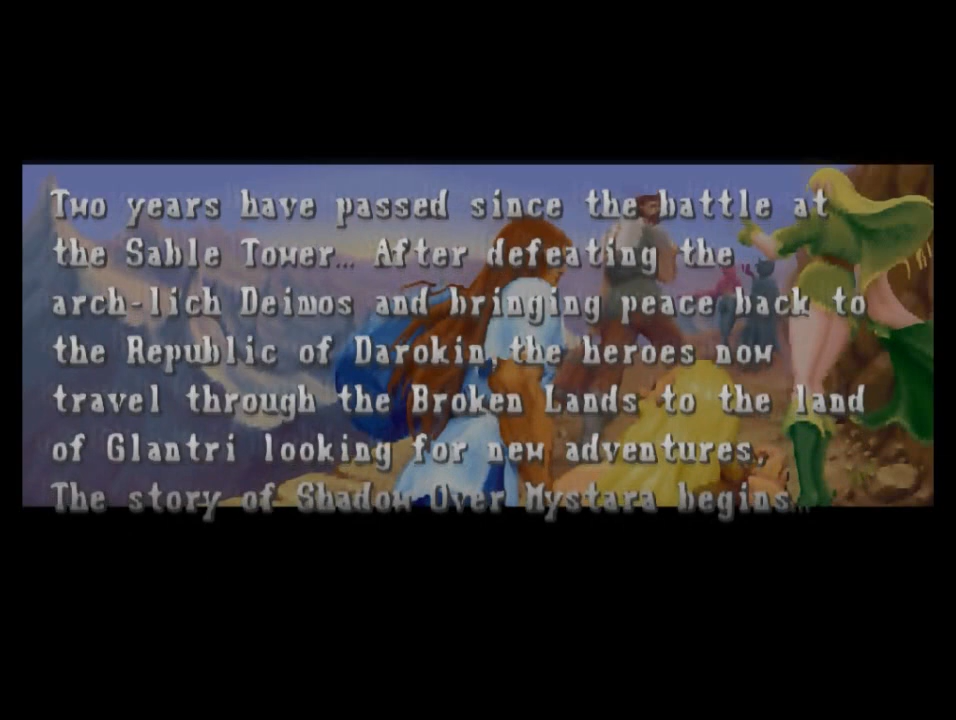 Two years have passed since the battle at
the Sable Tower... After defeating the
arch-lich Deimos and bringing peace back to
the Republic of Darokin, the heroes now
travel through the Broken Lands to the land
of Glantri looking for new adventures.
The story of Shadow Over Mystara begins...